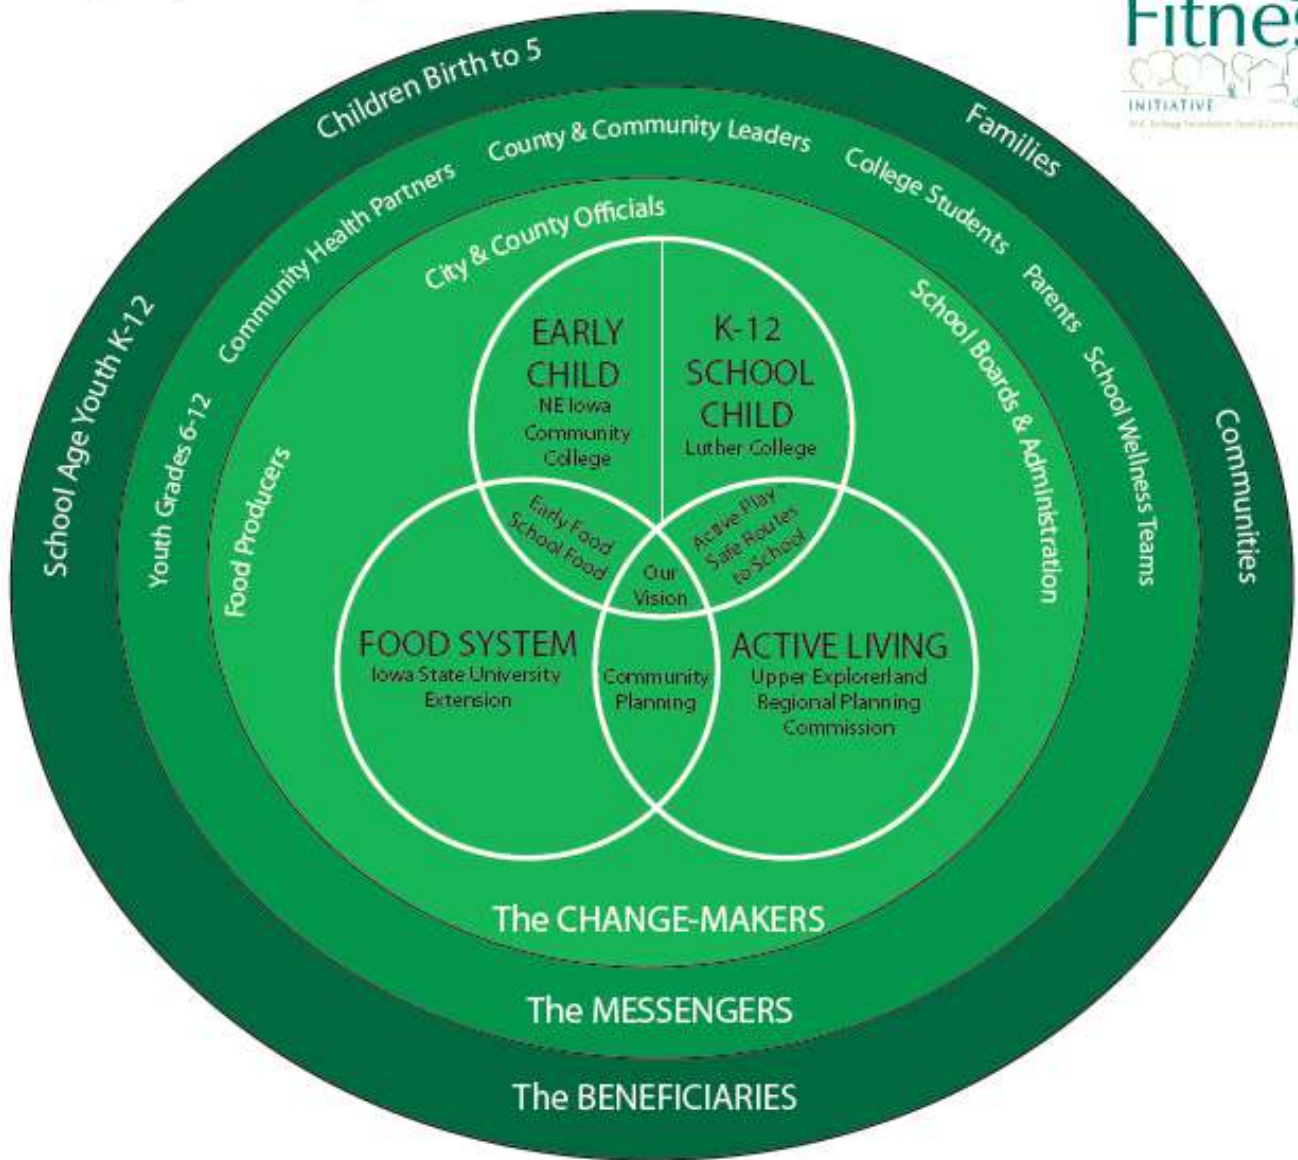 Fitnes
INITIATIVE
Children Birth to 5
Families
School Age Youth K-12
Communities
County & Community Leaders
Community Health Partners
College Students
Parents
Youth Grades 6-12
School Wellness Teams
City & County Officials
Food Producers
School Boards & Administration
EARLY
CHILD
NE Iowa
Community
College
K-12
SCHOOL
CHILD
Luther College
Early Food
School Food
Active Play
Safe Routes
to School
Our
Vision
FOOD SYSTEM
Iowa State University
Extension
Community
Planning
ACTIVE LIVING
Upper Explorerland
Regional Planning
Commission
The CHANGE-MAKERS
The MESSENGERS
The BENEFICIARIES